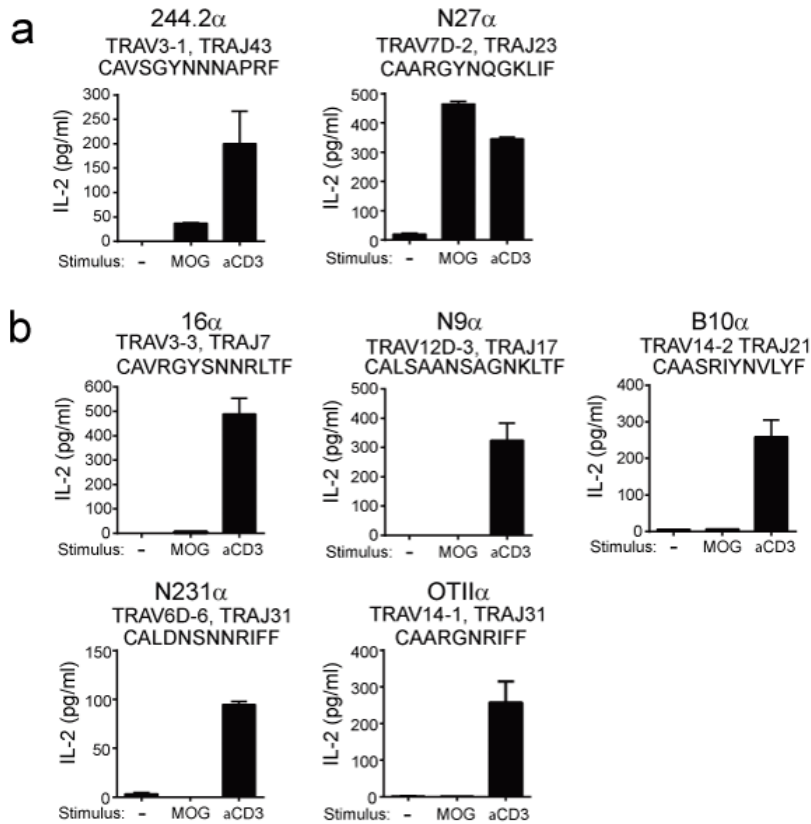 a
244.2α
TRAV3-1, TRAJ43
CAVSGYNNNAPRF
IL-2 (pg/ml)
300
250
200
150
100
50
0
Stimulus: - MOG aCD3
N27α
TRAV7D-2, TRAJ23
CAARGYNQGKLIF
IL-2 (pg/ml)
500
400
300
200
100
0
- MOG aCD3
b
16α
TRAV3-3, TRAJ7
CAVRGYSNNRLTF
IL-2 (pg/ml)
600
500
400
300
200
100
0
Stimulus: - MOG aCD3
N9α
TRAV12D-3, TRAJ17
CALSAANSAGNKLTF
IL-2 (pg/ml)
500
400
300
200
100
0
Stimulus: - MOG aCD3
B10α
TRAV14-2 TRAJ21
CAASRIYNVLYF
IL-2 (pg/ml)
400
300
200
100
0
Stimulus: - MOG aCD3
N231α
TRAV6D-6, TRAJ31
CALDNSNNRIFF
IL-2 (pg/ml)
150
100
50
0
Stimulus: - MOG aCD3
OTIIα
TRAV14-1, TRAJ31
CAARGNRIFF
IL-2 (pg/ml)
400
300
200
100
0
Stimulus: - MOG aCD3